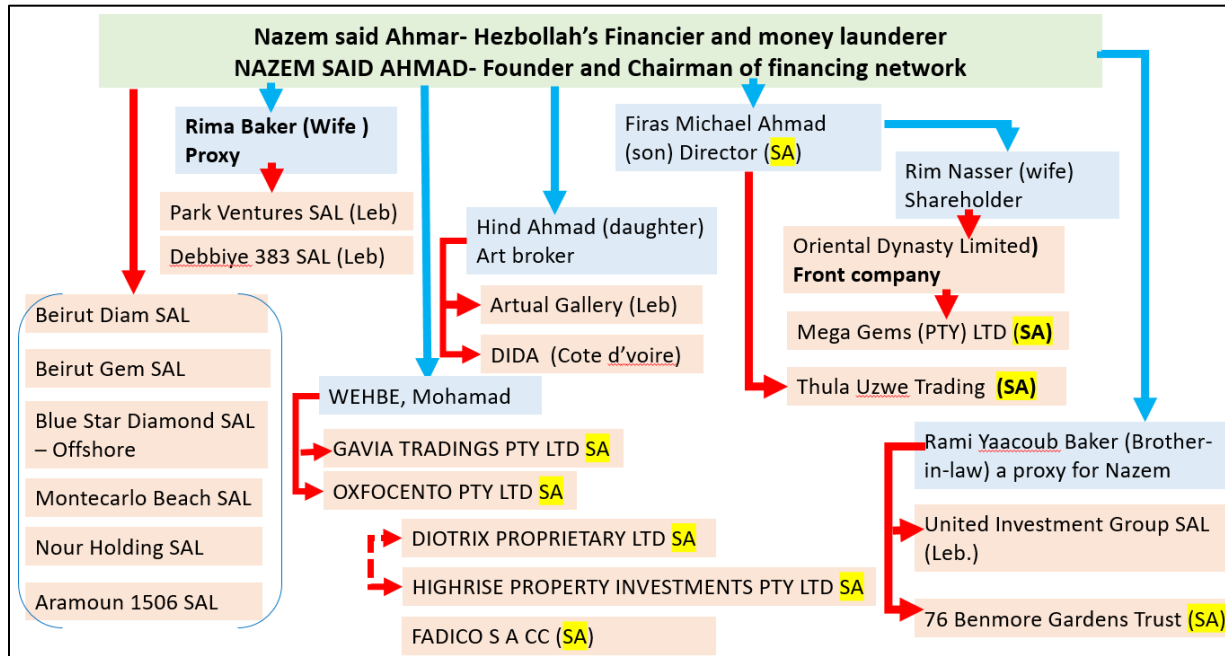 Nazem said Ahmar- Hezbollah's Financier and money launderer
NAZEM SAID AHMAD- Founder and Chairman of financing network
Rima Baker (Wife )
Proxy
Park Ventures SAL (Leb)
Debbiye 383 SAL (Leb)
Beirut Diam SAL
Beirut Gem SAL
Blue Star Diamond SAL
– Offshore
Montecarlo Beach SAL
Nour Holding SAL
Aramoun 1506 SAL
Hind Ahmad (daughter)
Art broker
Artual Gallery (Leb)
DIDA (Cote d'voire)
WEHBE, Mohamad
GAVIA TRADINGS PTY LTD SA
OXFOCENTO PTY LTD SA
DIOTRIX PROPRIETARY LTD SA
HIGHRISE PROPERTY INVESTMENTS PTY LTD SA
FADICO S A CC (SA)
Firas Michael Ahmad
(son) Director (SA)
Rim Nasser (wife)
Shareholder
Oriental Dynasty Limited)
Front company
Mega Gems (PTY) LTD (SA)
Thula Uzwe Trading (SA)
Rami Yaacoub Baker (Brother-
in-law) a proxy for Nazem
United Investment Group SAL
(Leb.)
76 Benmore Gardens Trust (SA)